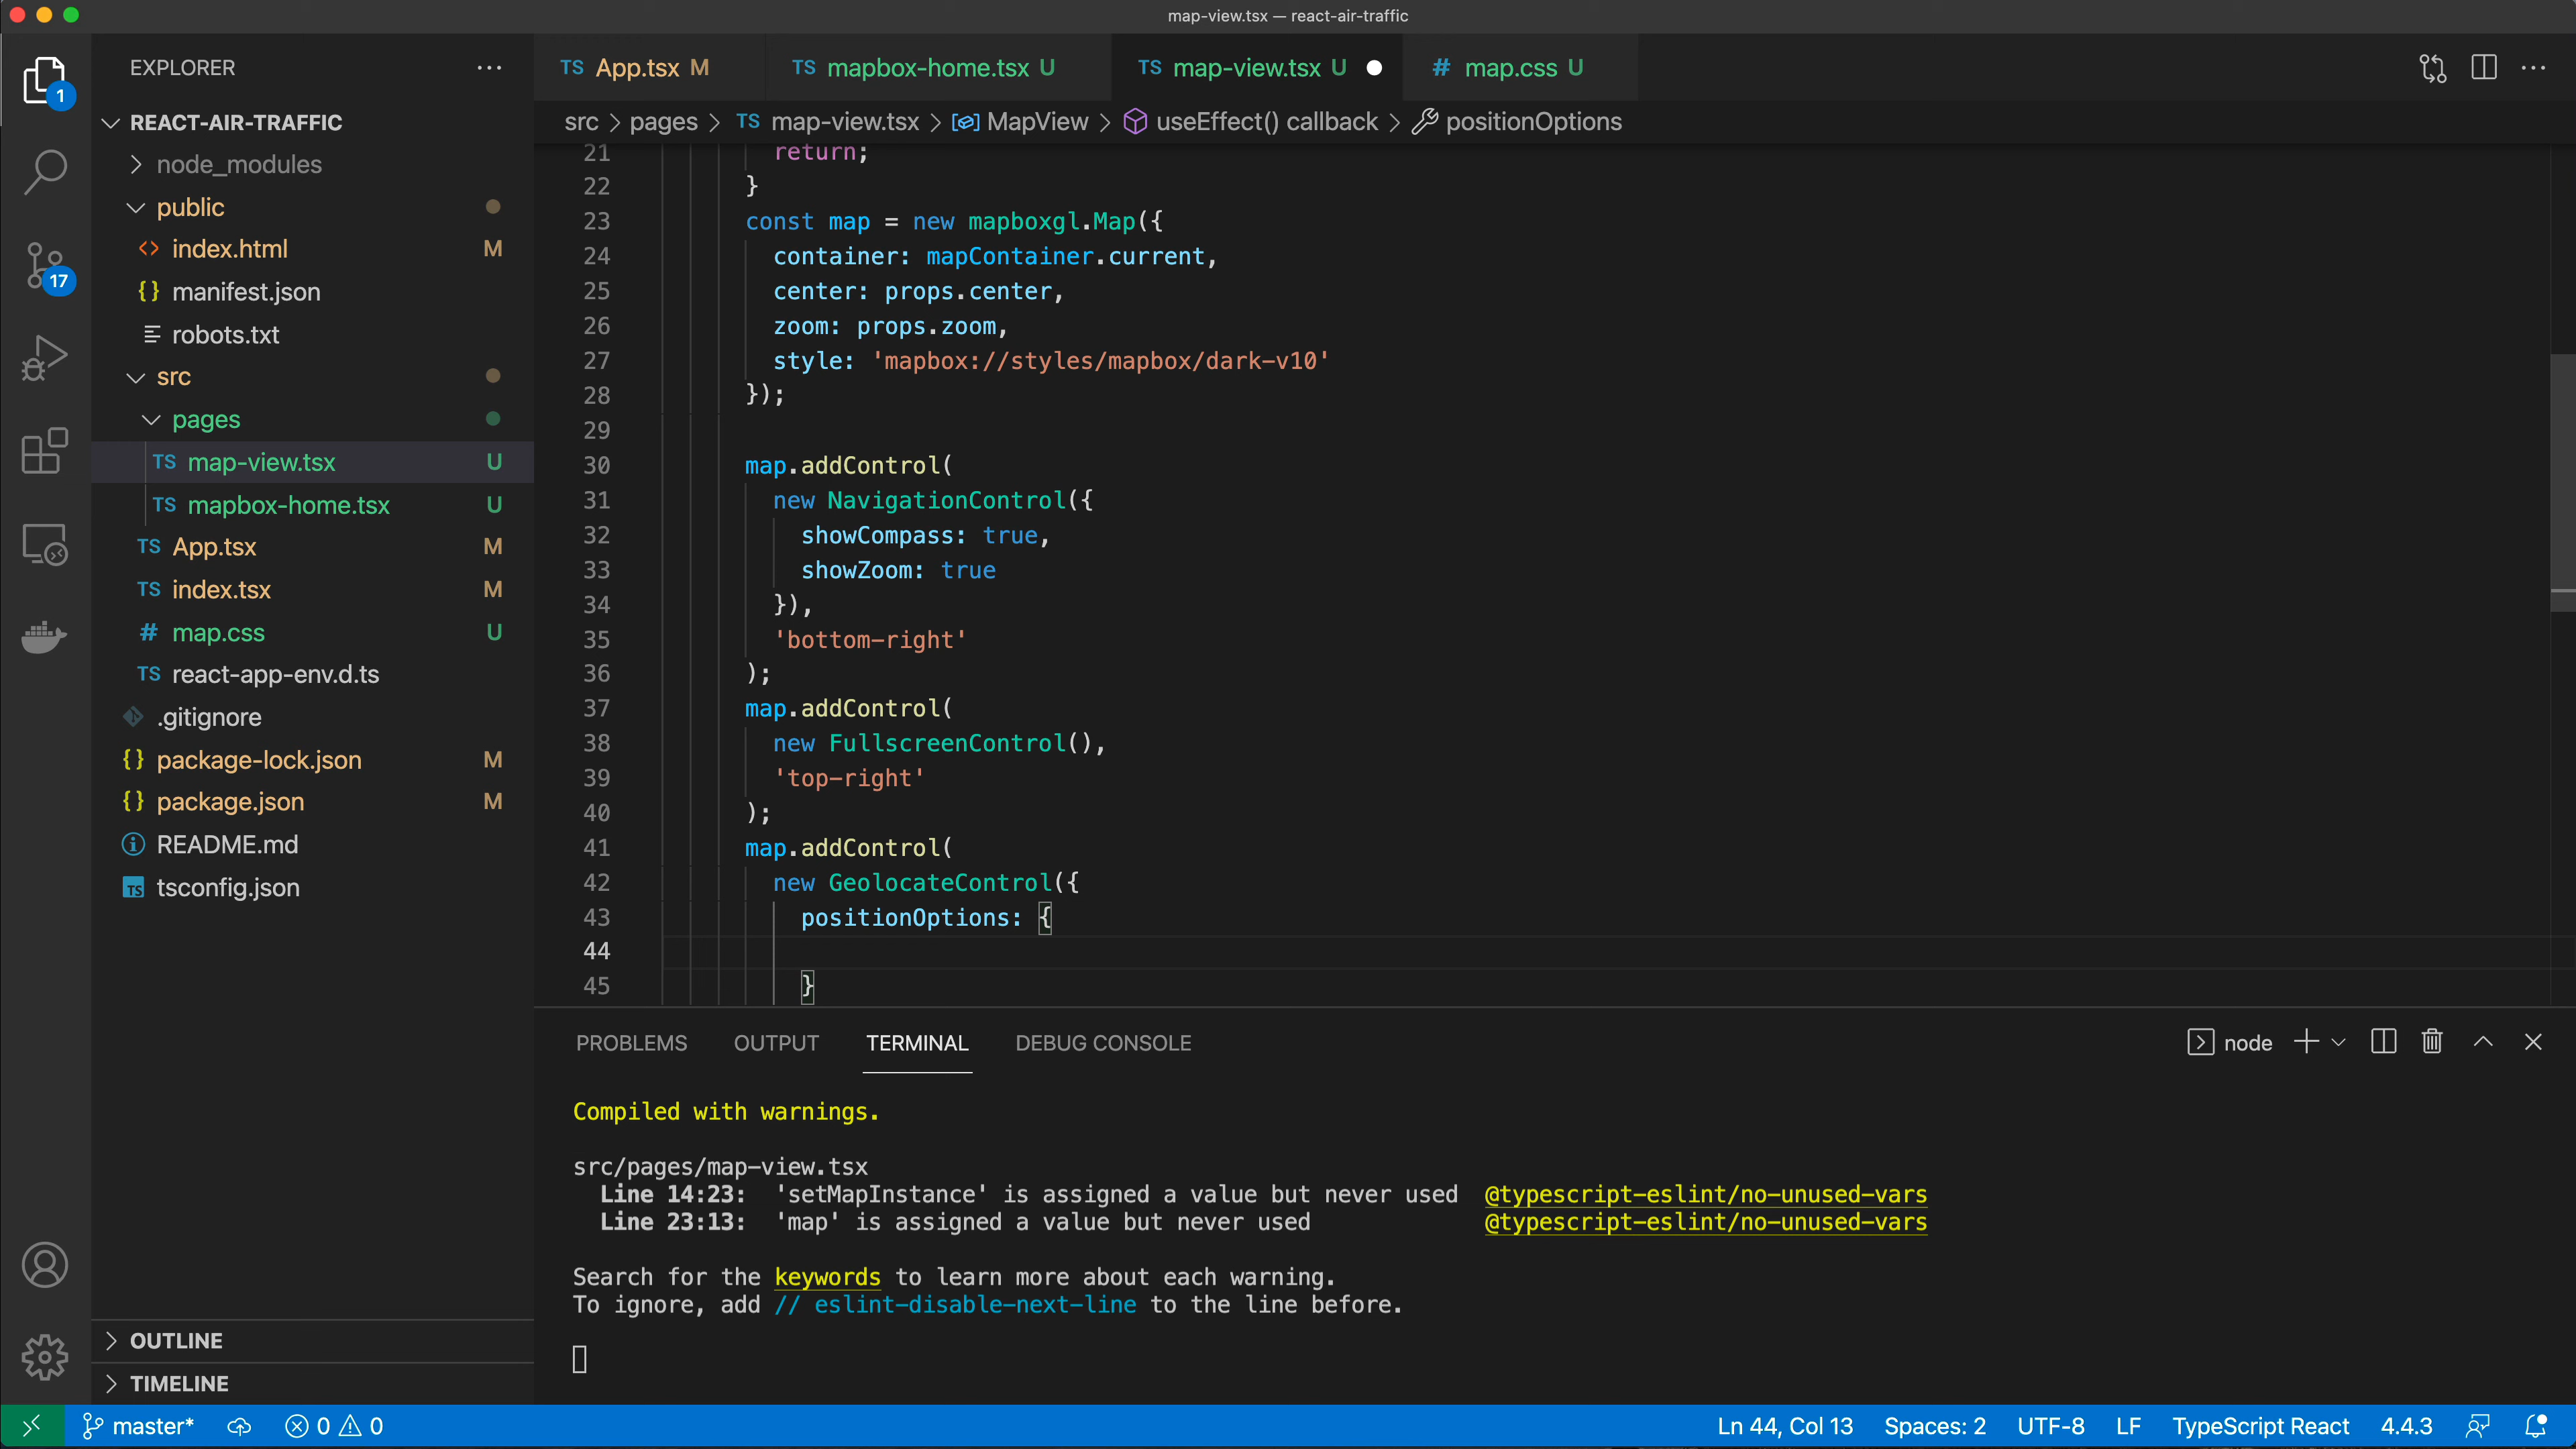 map-view.tsx — react-air-traffic
EXPLORER
TS App.tsx M
TS mapbox-home.tsx U
TS map-view.tsx U
# map.css U
src > pages > TS map-view.tsx > MapView > useEffect() callback > positionOptions
1
17
REACT-AIR-TRAFFIC
node_modules
public
<> index.html M
{} manifest.json
robots.txt
src
pages
TS map-view.tsx U
TS mapbox-home.tsx U
TS App.tsx M
TS index.tsx M
# map.css U
TS react-app-env.d.ts
.gitignore
{} package-lock.json M
{} package.json M
README.md
TS tsconfig.json
OUTLINE
TIMELINE
21 return;
22 }
23 const map = new mapboxgl.Map({
24 container: mapContainer.current,
25 center: props.center,
26 zoom: props.zoom,
27 style: 'mapbox://styles/mapbox/dark-v10'
28 });
29
30 map.addControl(
31 new NavigationControl({
32 showCompass: true,
33 showZoom: true
34 }),
35 'bottom-right'
36 );
37 map.addControl(
38 new FullscreenControl(),
39 'top-right'
40 );
41 map.addControl(
42 new GeolocateControl({
43 positionOptions: {
44
45 }
PROBLEMS OUTPUT TERMINAL DEBUG CONSOLE
node
Compiled with warnings.
src/pages/map-view.tsx
Line 14:23: 'setMapInstance' is assigned a value but never used @typescript-eslint/no-unused-vars
Line 23:13: 'map' is assigned a value but never used @typescript-eslint/no-unused-vars
Search for the keywords to learn more about each warning.
To ignore, add // eslint-disable-next-line to the line before.
master* 0 0
Ln 44, Col 13 Spaces: 2 UTF-8 LF TypeScript React 4.4.3